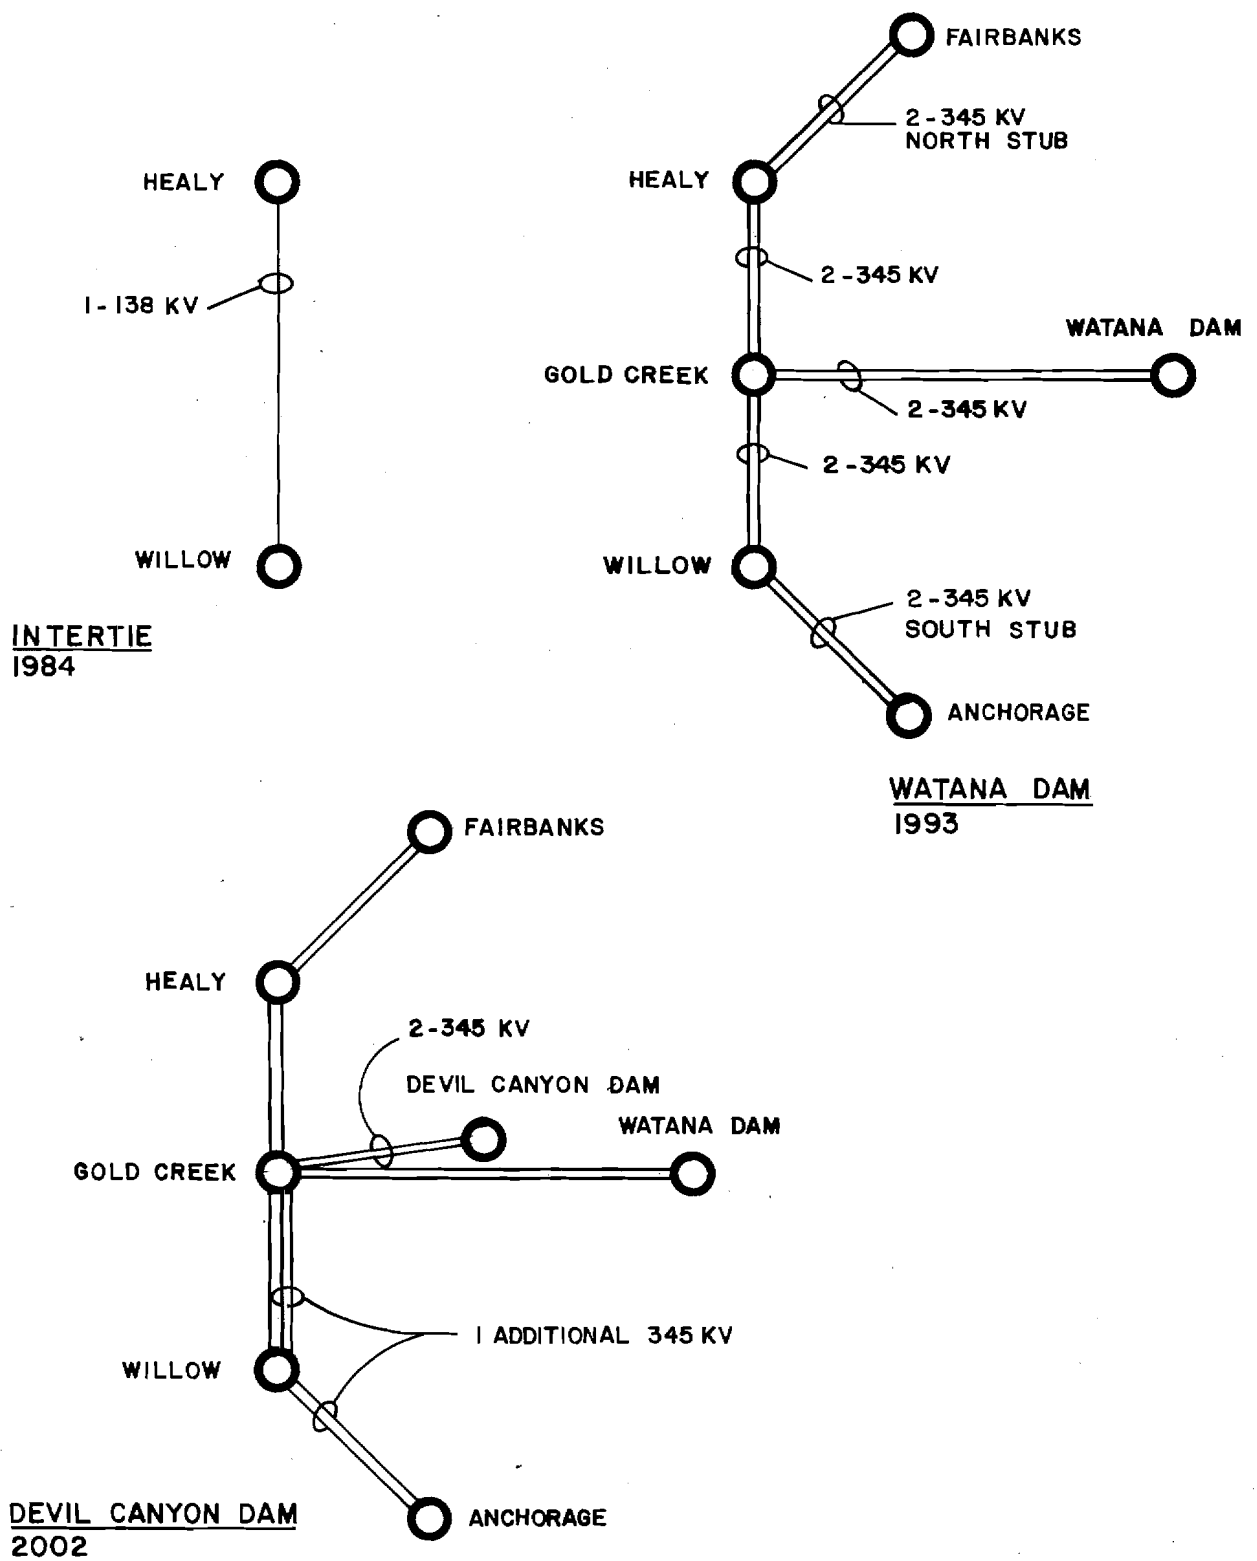 HEALY
1-138 KV
WILLOW
INTERTIE
1984
FAIRBANKS
2-345 KV
NORTH STUB
HEALY
2-345 KV
WATANA DAM
GOLD CREEK
2-345 KV
2-345 KV
WILLOW
2-345 KV
SOUTH STUB
ANCHORAGE
WATANA DAM
1993
FAIRBANKS
HEALY
2-345 KV
DEVIL CANYON DAM
WATANA DAM
GOLD CREEK
1 ADDITIONAL 345 KV
WILLOW
ANCHORAGE
DEVIL CANYON DAM
2002